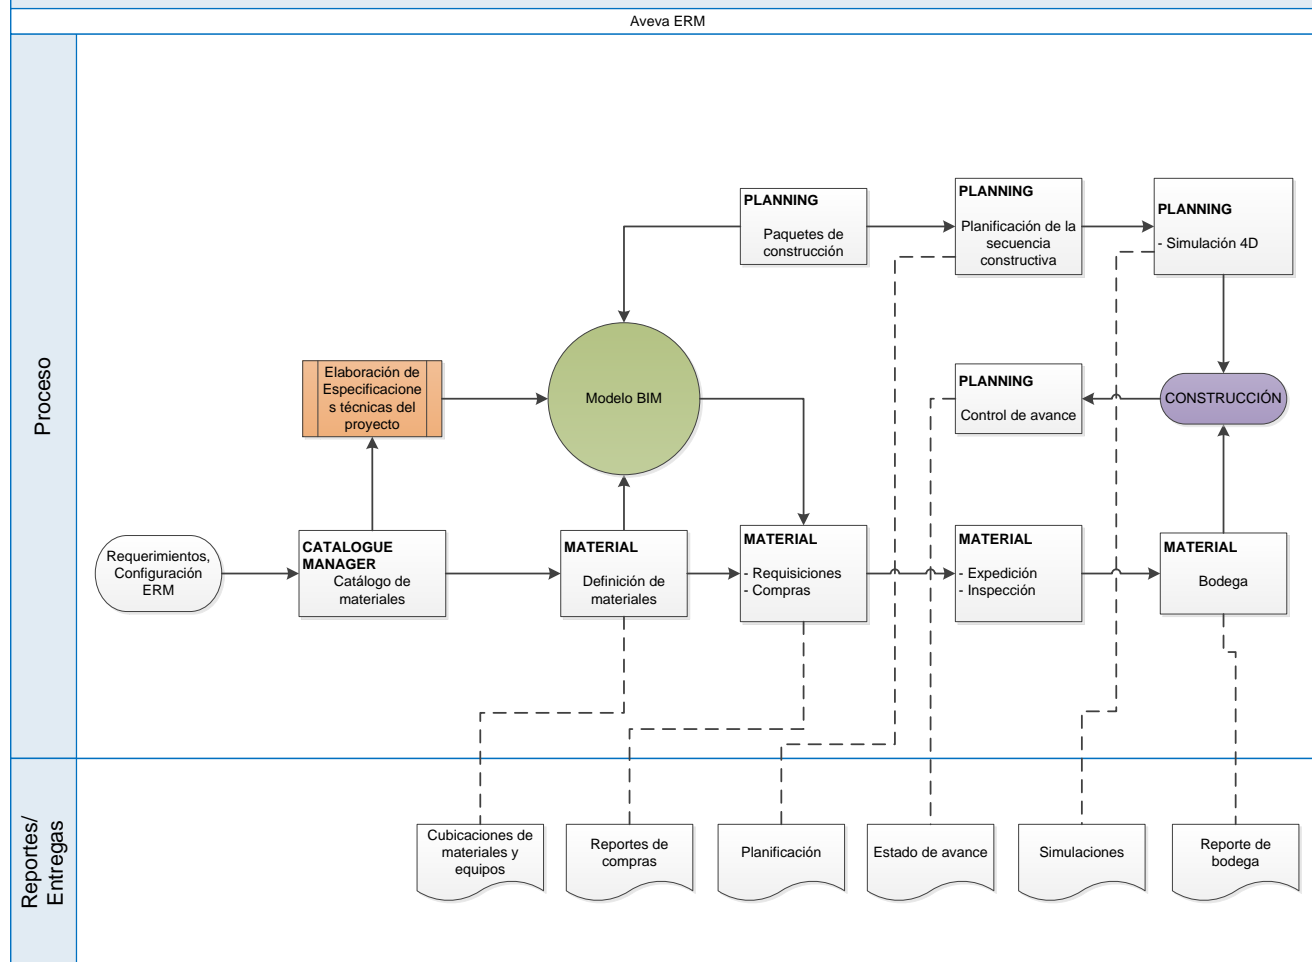 Aveva ERM
Proceso
PLANNING
Paquetes de
construcción
PLANNING
Planificación de la
secuencia
constructiva
PLANNING
- Simulación 4D
Elaboración de
Especificacione
s técnicas del
proyecto
Modelo BIM
PLANNING
Control de avance
CONSTRUCCIÓN
Requerimientos,
Configuración
ERM
CATALOGUE
MANAGER
Catálogo de
materiales
MATERIAL
Definición de
materiales
MATERIAL
- Requisiciones
- Compras
MATERIAL
- Expedición
- Inspección
MATERIAL
Bodega
Reportes/
Entregas
Cubicaciones de
materiales y
equipos
Reportes de
compras
Planificación
Estado de avance
Simulaciones
Reporte de
bodega